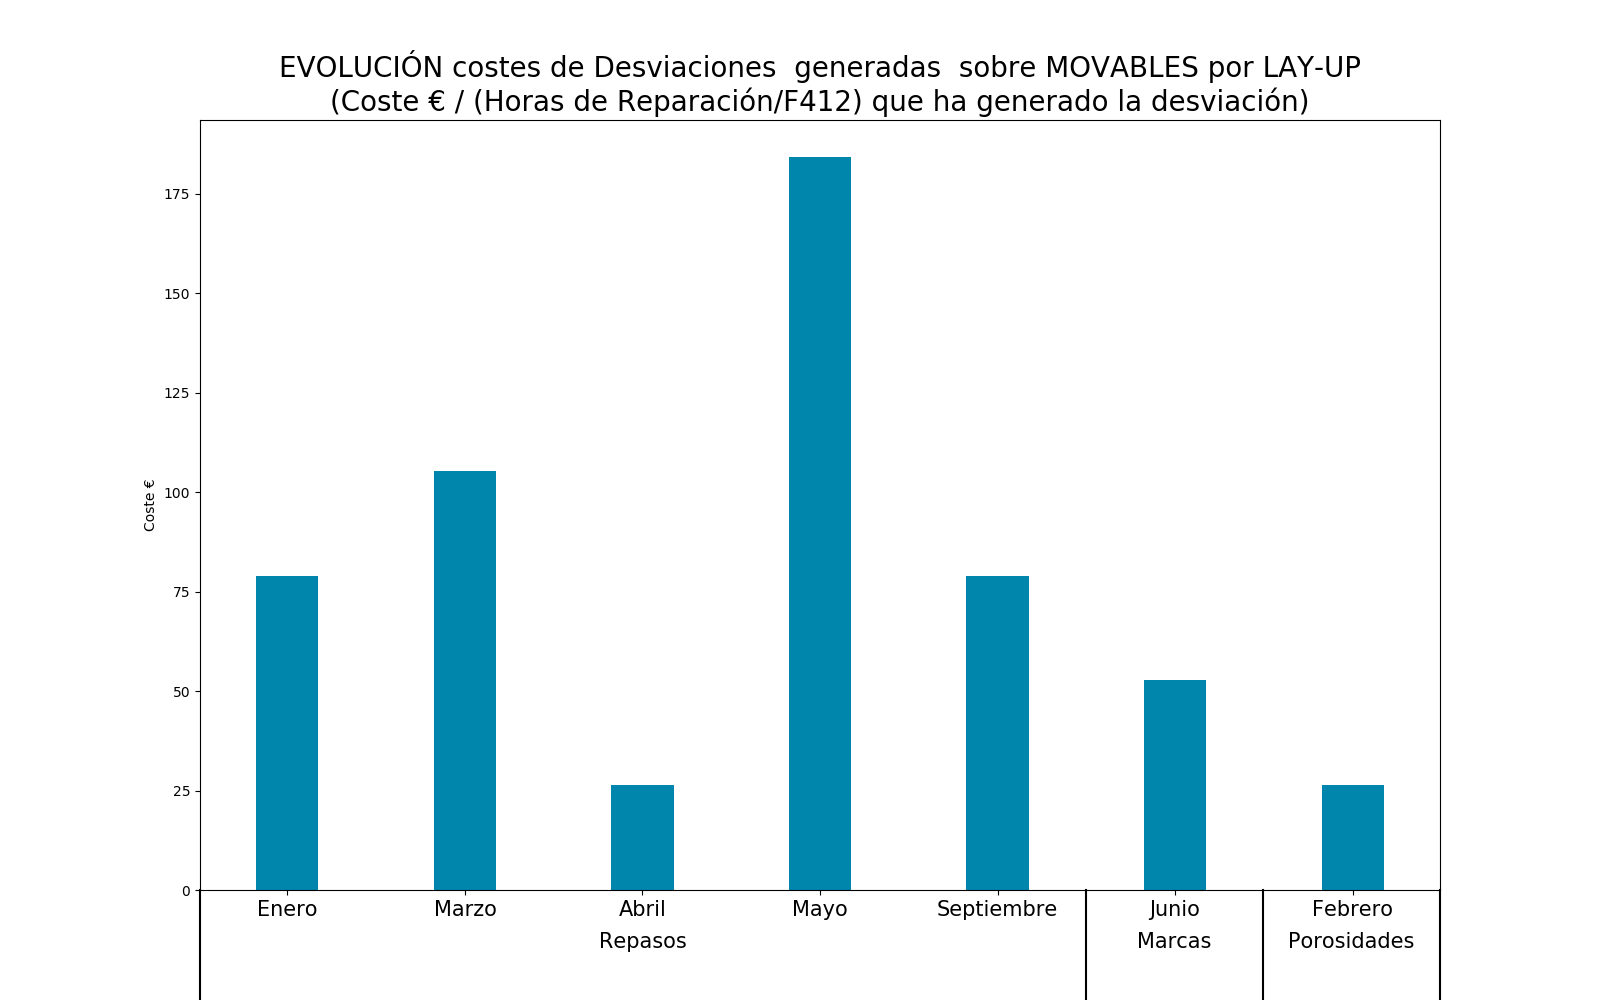 EVOLUCIÓN costes de Desviaciones  generadas  sobre MOVABLES por LAY-UP
(Coste € / (Horas de Reparación/F412) que ha generado la desviación)
Coste €
175
150
125
100
75
50
25
0
Enero Marzo Abril Mayo Septiembre Junio Febrero
Repasos Marcas Porosidades